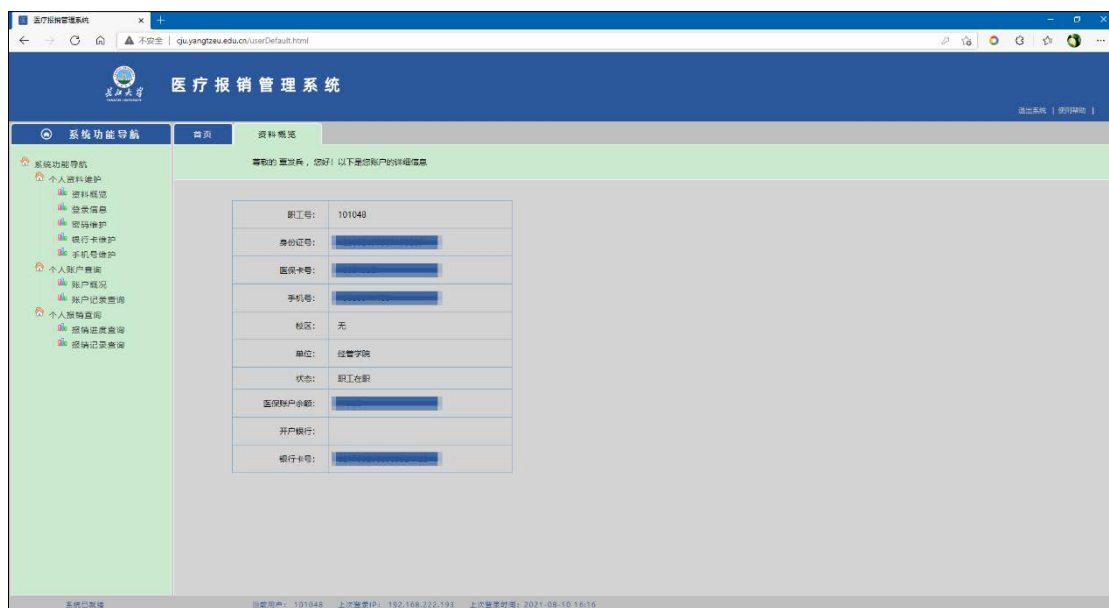 医疗报销管理系统
不安全 | cju.yangtzeu.edu.cn/userDefault.html
长江大学
YANGTZE UNIVERSITY
医疗报销管理系统
退出系统 | 使用帮助 |
系统功能导航
首页
资料概览
尊敬的 董发兵，您好！以下是您账户的详细信息
系统功能导航
个人资料维护
资料概览
登录信息
密码维护
银行卡维护
手机号维护
个人账户查询
账户概况
账户记录查询
个人报销查询
报销进度查询
报销记录查询
职工号: 101048
身份证号:
医保卡号:
手机号:
校区: 无
单位: 经管学院
状态: 职工在职
医保账户余额:
开户银行:
银行卡号:
系统已就绪
当前用户: 101048 上次登录IP: 192.168.222.193 上次登录时间: 2021-08-10 16:16